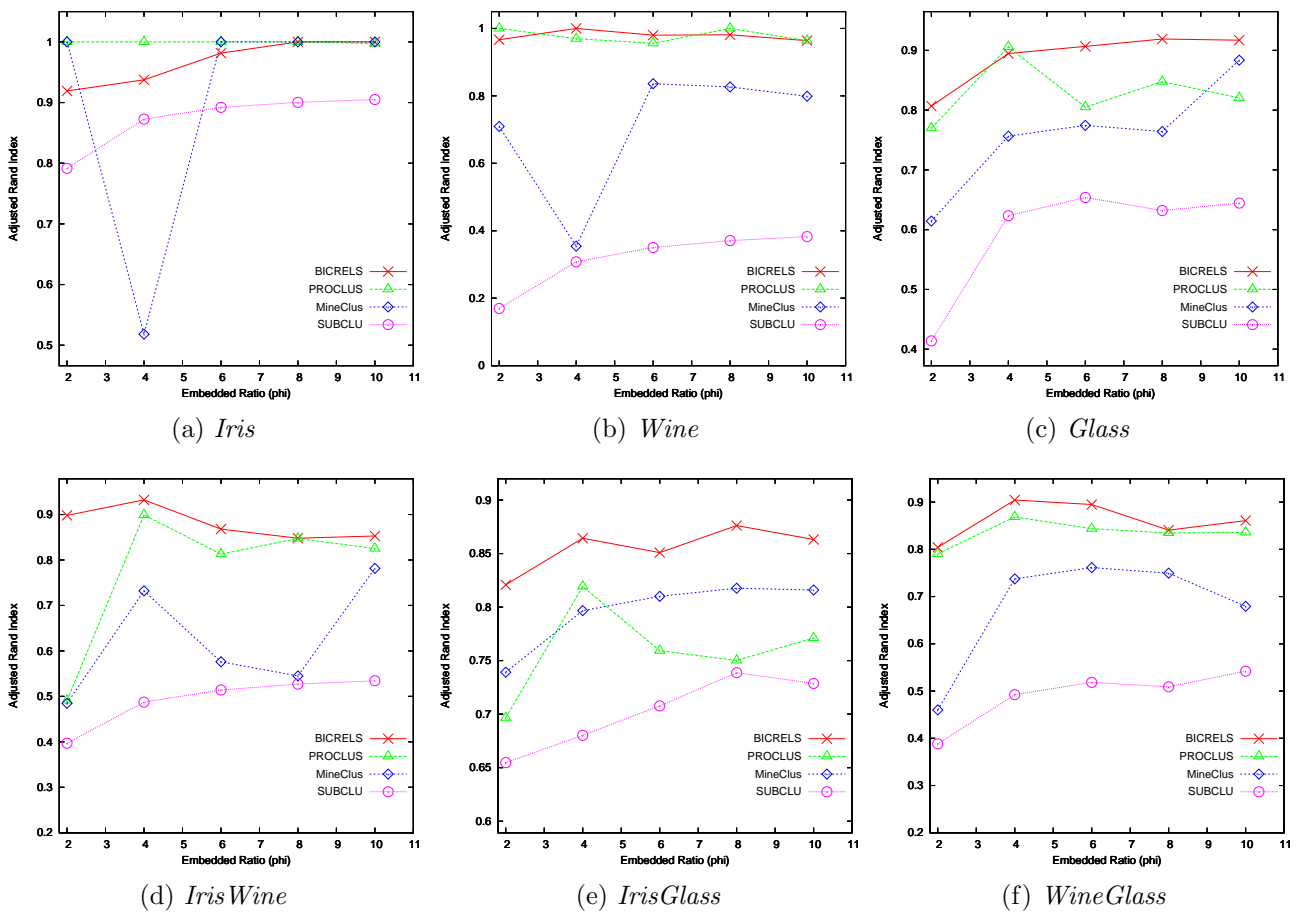 1
0.9
0.8
0.7
0.6
0.5
Adjusted Rand Index
BICRELS
PROCLUS
MineClus
SUBCLU
2 3 4 5 6 7 8 9 10 11
Embedded Ratio (phi)
(a) Iris
1
0.8
0.6
0.4
0.2
0
Adjusted Rand Index
BICRELS
PROCLUS
MineClus
SUBCLU
2 3 4 5 6 7 8 9 10 11
Embedded Ratio (phi)
(b) Wine
0.9
0.8
0.7
0.6
0.5
0.4
Adjusted Rand Index
BICRELS
PROCLUS
MineClus
SUBCLU
2 3 4 5 6 7 8 9 10 11
Embedded Ratio (phi)
(c) Glass
0.9
0.8
0.7
0.6
0.5
0.4
0.3
0.2
Adjusted Rand Index
BICRELS
PROCLUS
MineClus
SUBCLU
2 3 4 5 6 7 8 9 10 11
Embedded Ratio (phi)
(d) IrisWine
0.9
0.85
0.8
0.75
0.7
0.65
0.6
Adjusted Rand Index
BICRELS
PROCLUS
MineClus
SUBCLU
2 3 4 5 6 7 8 9 10 11
Embedded Ratio (phi)
(e) IrisGlass
0.9
0.8
0.7
0.6
0.5
0.4
0.3
0.2
Adjusted Rand Index
BICRELS
PROCLUS
MineClus
SUBCLU
2 3 4 5 6 7 8 9 10 11
Embedded Ratio (phi)
(f) WineGlass